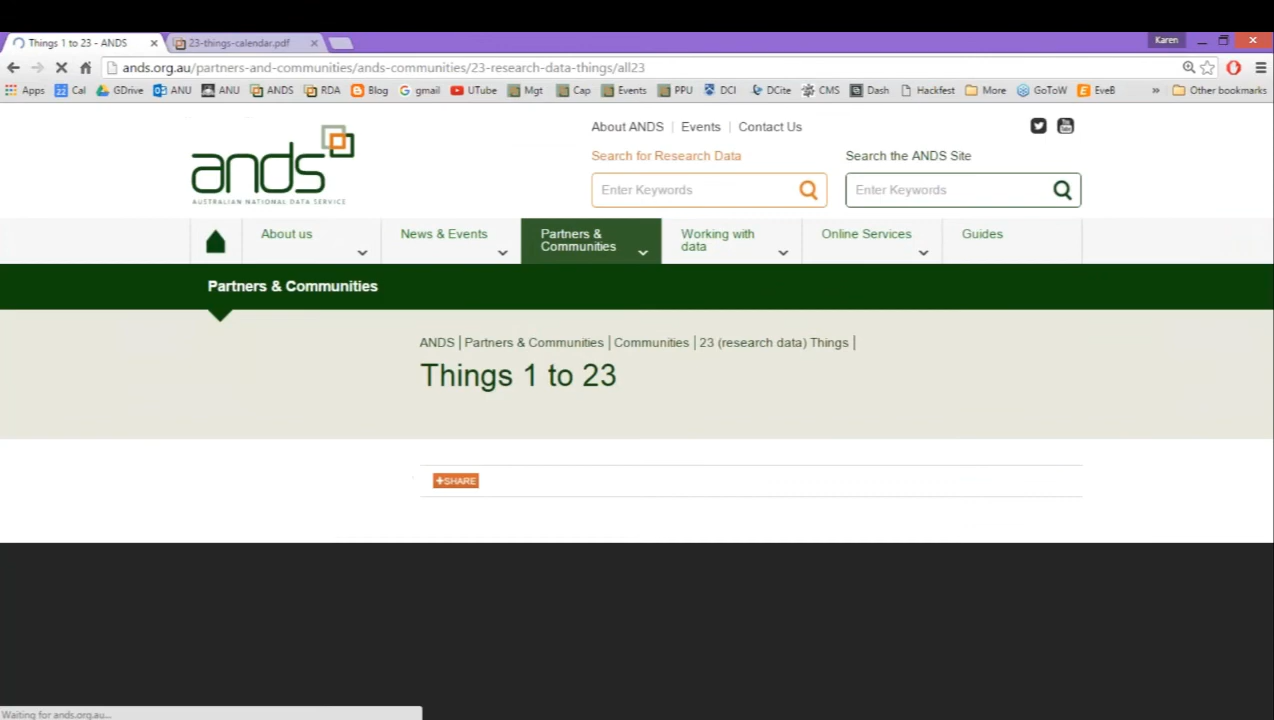 Things 1 to 23 - ANDS
23-things-calendar.pdf
Karen
ands.org.au/partners-and-communities/ands-communities/23-research-data-things/all23
Apps Cal GDrive ANU ANU ANDS RDA Blog gmail UTube Mgt Cap Events PPU DCI DCite CMS Dash Hackfest More GoToW EveB » Other bookmarks
ands
AUSTRALIAN NATIONAL DATA SERVICE
About ANDS | Events | Contact Us
Search for Research Data
Search the ANDS Site
Enter Keywords
Enter Keywords
About us
News & Events
Partners &
Communities
Working with
data
Online Services
Guides
Partners & Communities
ANDS | Partners & Communities | Communities | 23 (research data) Things |
Things 1 to 23
+SHARE
Waiting for ands.org.au...